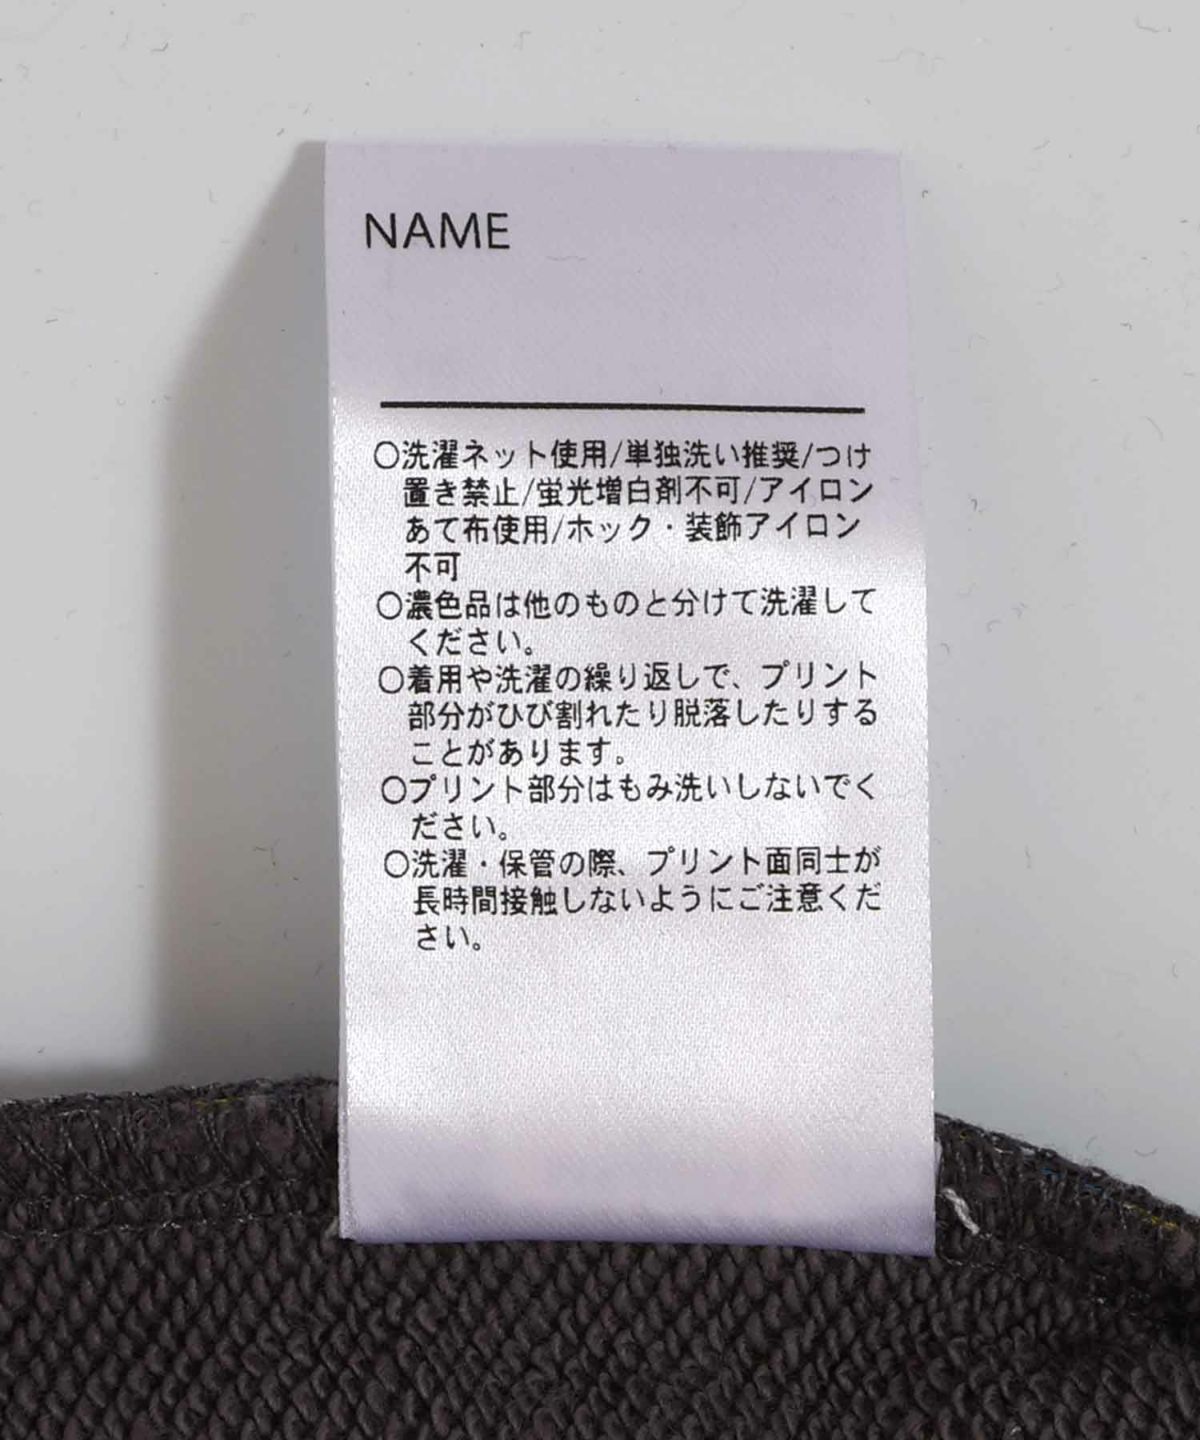 NAME
○洗濯ネット使用/単独洗い推奨/つけ
置き禁止/蛍光増白剤不可/アイロン
あて布使用/ホック・装飾アイロン
不可
○濃色品は他のものと分けて洗濯して
ください。
○着用や洗濯の繰り返しで、プリント
部分がひび割れたり脱落したりする
ことがあります。
○プリント部分はもみ洗いしないでく
ださい。
○洗濯・保管の際、プリント面同士が
長時間接触しないようにご注意くだ
さい。